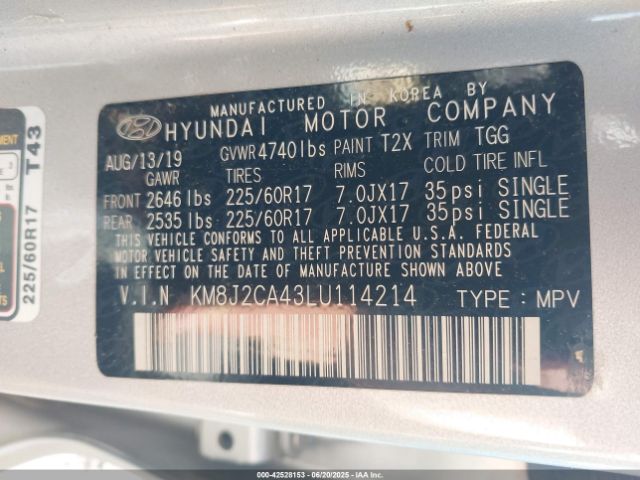 MANUFACTURED IN KOREA BY
HYUNDAI MOTOR COMPANY
AUG/13/19 GVWR 4740lbs PAINT T2X TRIM TGG
GAWR TIRES RIMS COLD TIRE INFL
FRONT 2646 lbs 225/60R17 7.0JX17 35psi SINGLE
REAR 2535 lbs 225/60R17 7.0JX17 35psi SINGLE
THIS VEHICLE CONFORMS TO ALL APPLICABLE U.S.A. FEDERAL
MOTOR VEHICLE SAFETY AND THEFT PREVENTION STANDARDS
IN EFFECT ON THE DATE OF MANUFACTURE SHOWN ABOVE.
V.I.N KM8J2CA43LU114214 TYPE : MPV
225/60R17 T43
000-42528153 - 06/20/2025 - IAAI.COM